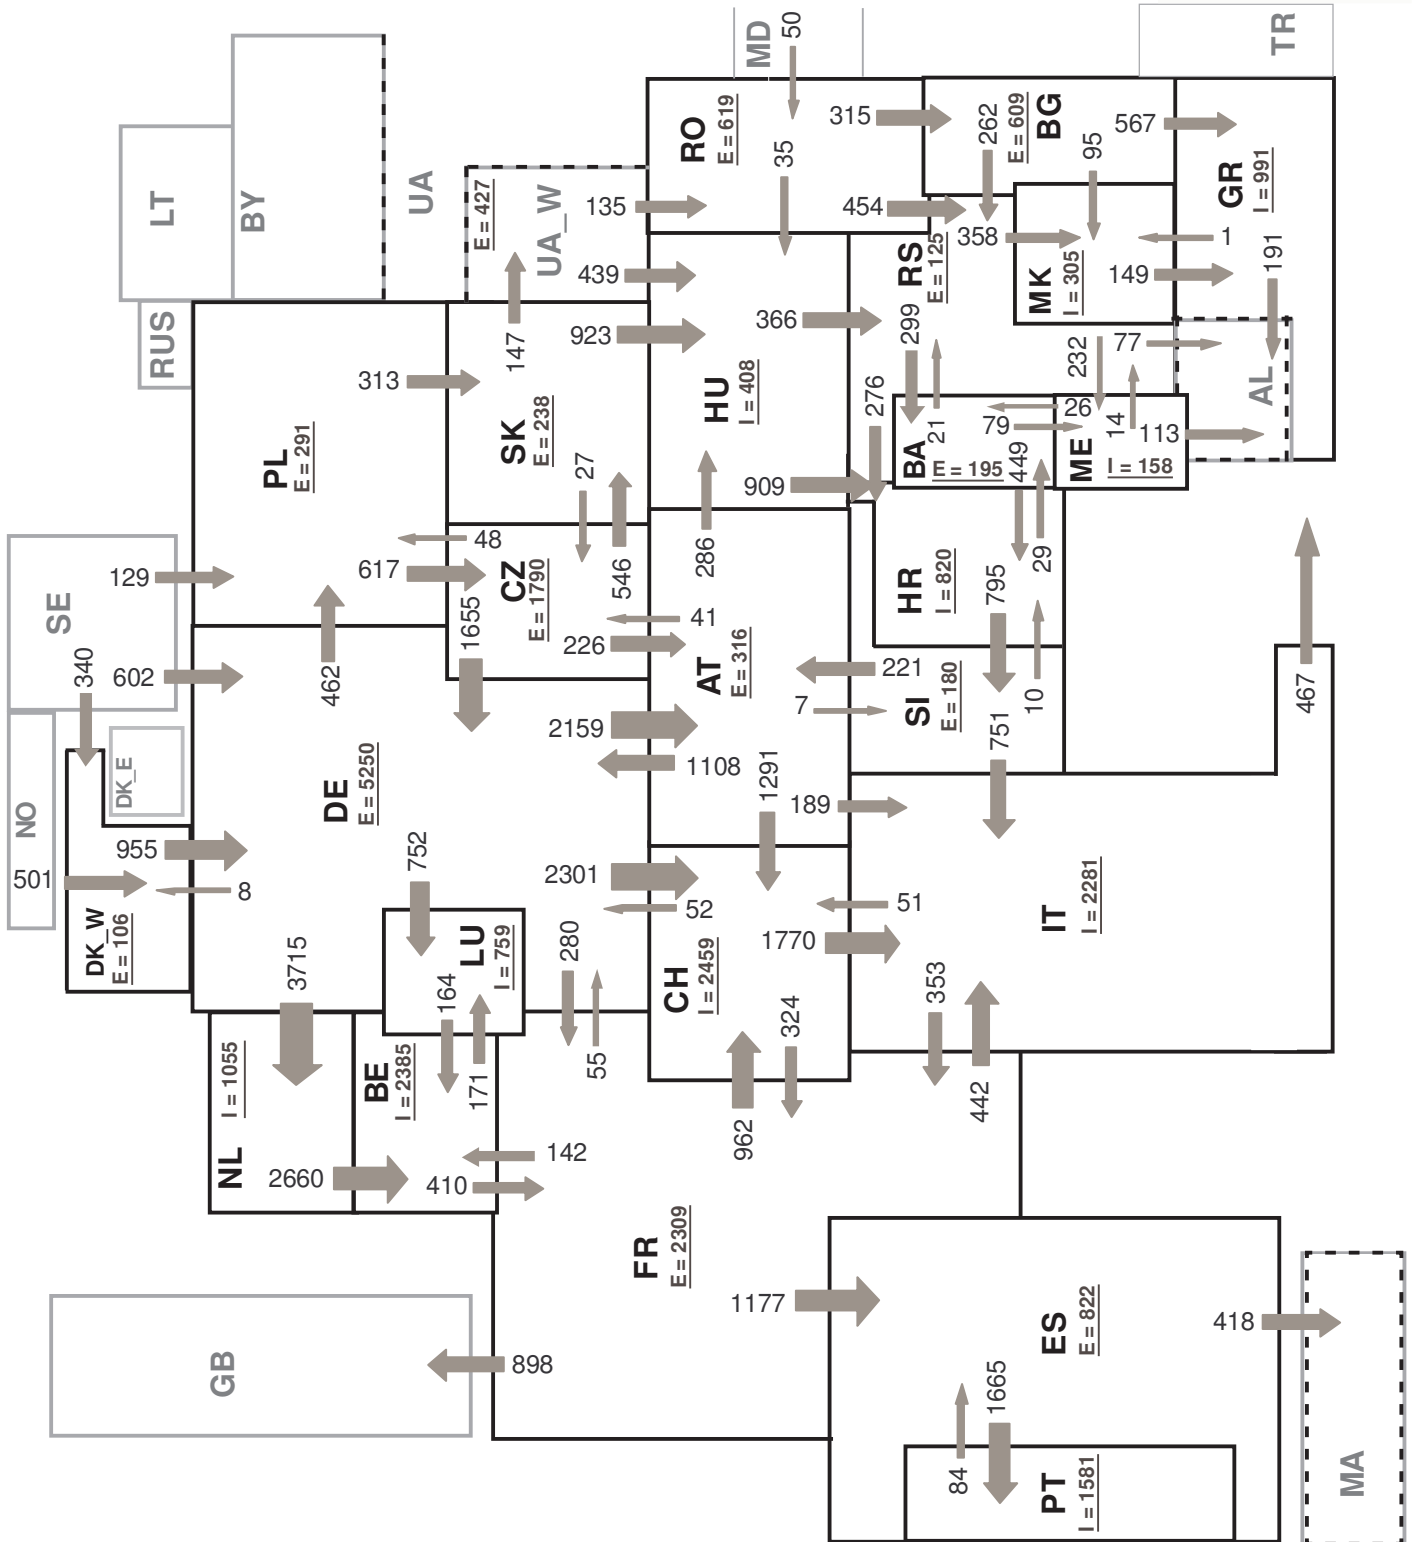 MD
50
TR
RO
E = 619
315
262
E = 609
BG
567
95
GR
I = 991
35
LT
BY
UA
E = 427
UA_W
135
454
358
RS
E = 125
MK
I = 305
1
149
191
439
RUS
147
923
366
299
232
77
AL
313
HU
I = 408
276
21
26
79
14
113
PL
E = 291
SK
E = 238
27
BA
E = 195
449
ME
I = 158
909
286
48
617
CZ
E = 1790
546
29
HR
I = 820
795
129
SE
1655
41
226
AT
E = 316
221
7
SI
E = 180
10
751
467
340
602
462
2159
1108
1291
189
DK_E
NO
DE
E = 5250
955
501
8
752
2301
52
51
1770
IT
I = 2281
DK_W
E = 106
3715
LU
I = 759
164
280
CH
I = 2459
324
353
I = 1055
NL
BE
I = 2385
171
55
962
442
142
2660
410
FR
E = 2309
1177
ES
E = 822
418
GB
898
1665
84
PT
I = 1581
MA